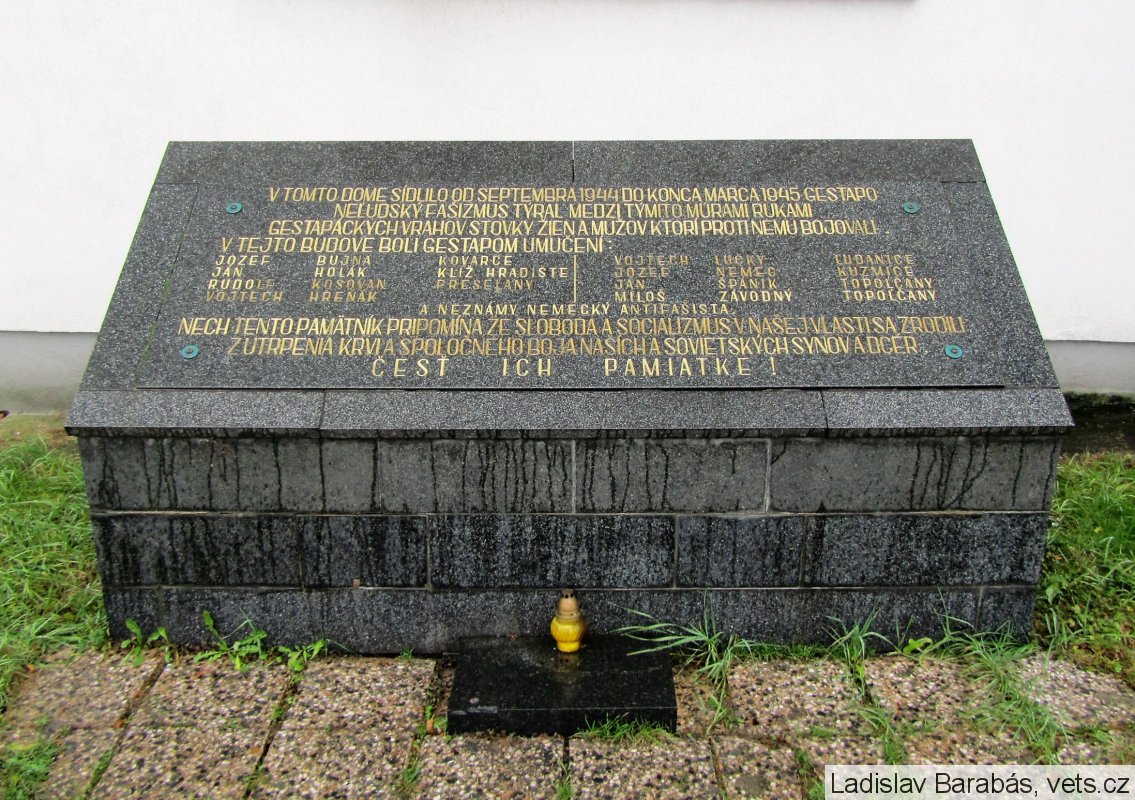 V TOMTO DOME SÍDLILO OD SEPTEMBRA 1944 DO KONCA MARCA 1945 GESTAPO
NEĽUDSKÝ FAŠIZMUS TÝRAL MEDZI TÝMITO MÚRAMI RUKAMI
GESTAPÁCKYCH VRAHOV STOVKY ŽIEN A MUŽOV KTORÍ PROTI NEMU BOJOVALI.
V TEJTO BUDOVE BOLI GESTAPOM UMUČENÍ:
JOZEF BUJNA KOVARCE VOJTECH LUCKÝ ĽUDANICE
JÁN HOLÁK KLIŽ HRADIŠTE JOZEF NEMEC KUZMICE
RUDOLF KOSOVAN PRESEĽANY JÁN ŠPÁNIK TOPOĽČANY
VOJTECH HREŇÁK MILOŠ ZÁVODNÝ TOPOĽČANY
A NEZNÁMY NEMECKÝ ANTIFAŠISTA.
NECH TENTO PAMÄTNÍK PRIPOMÍNA ŽE SLOBODA A SOCIALIZMUS V NAŠEJ VLASTI SA ZRODILI
Z UTRPENIA KRVI A SPOLOČNÉHO BOJA NAŠICH A SOVIETSKYCH SYNOV A DCÉR.
ČESŤ ICH PAMIATKE!
Ladislav Barabás, vets.cz